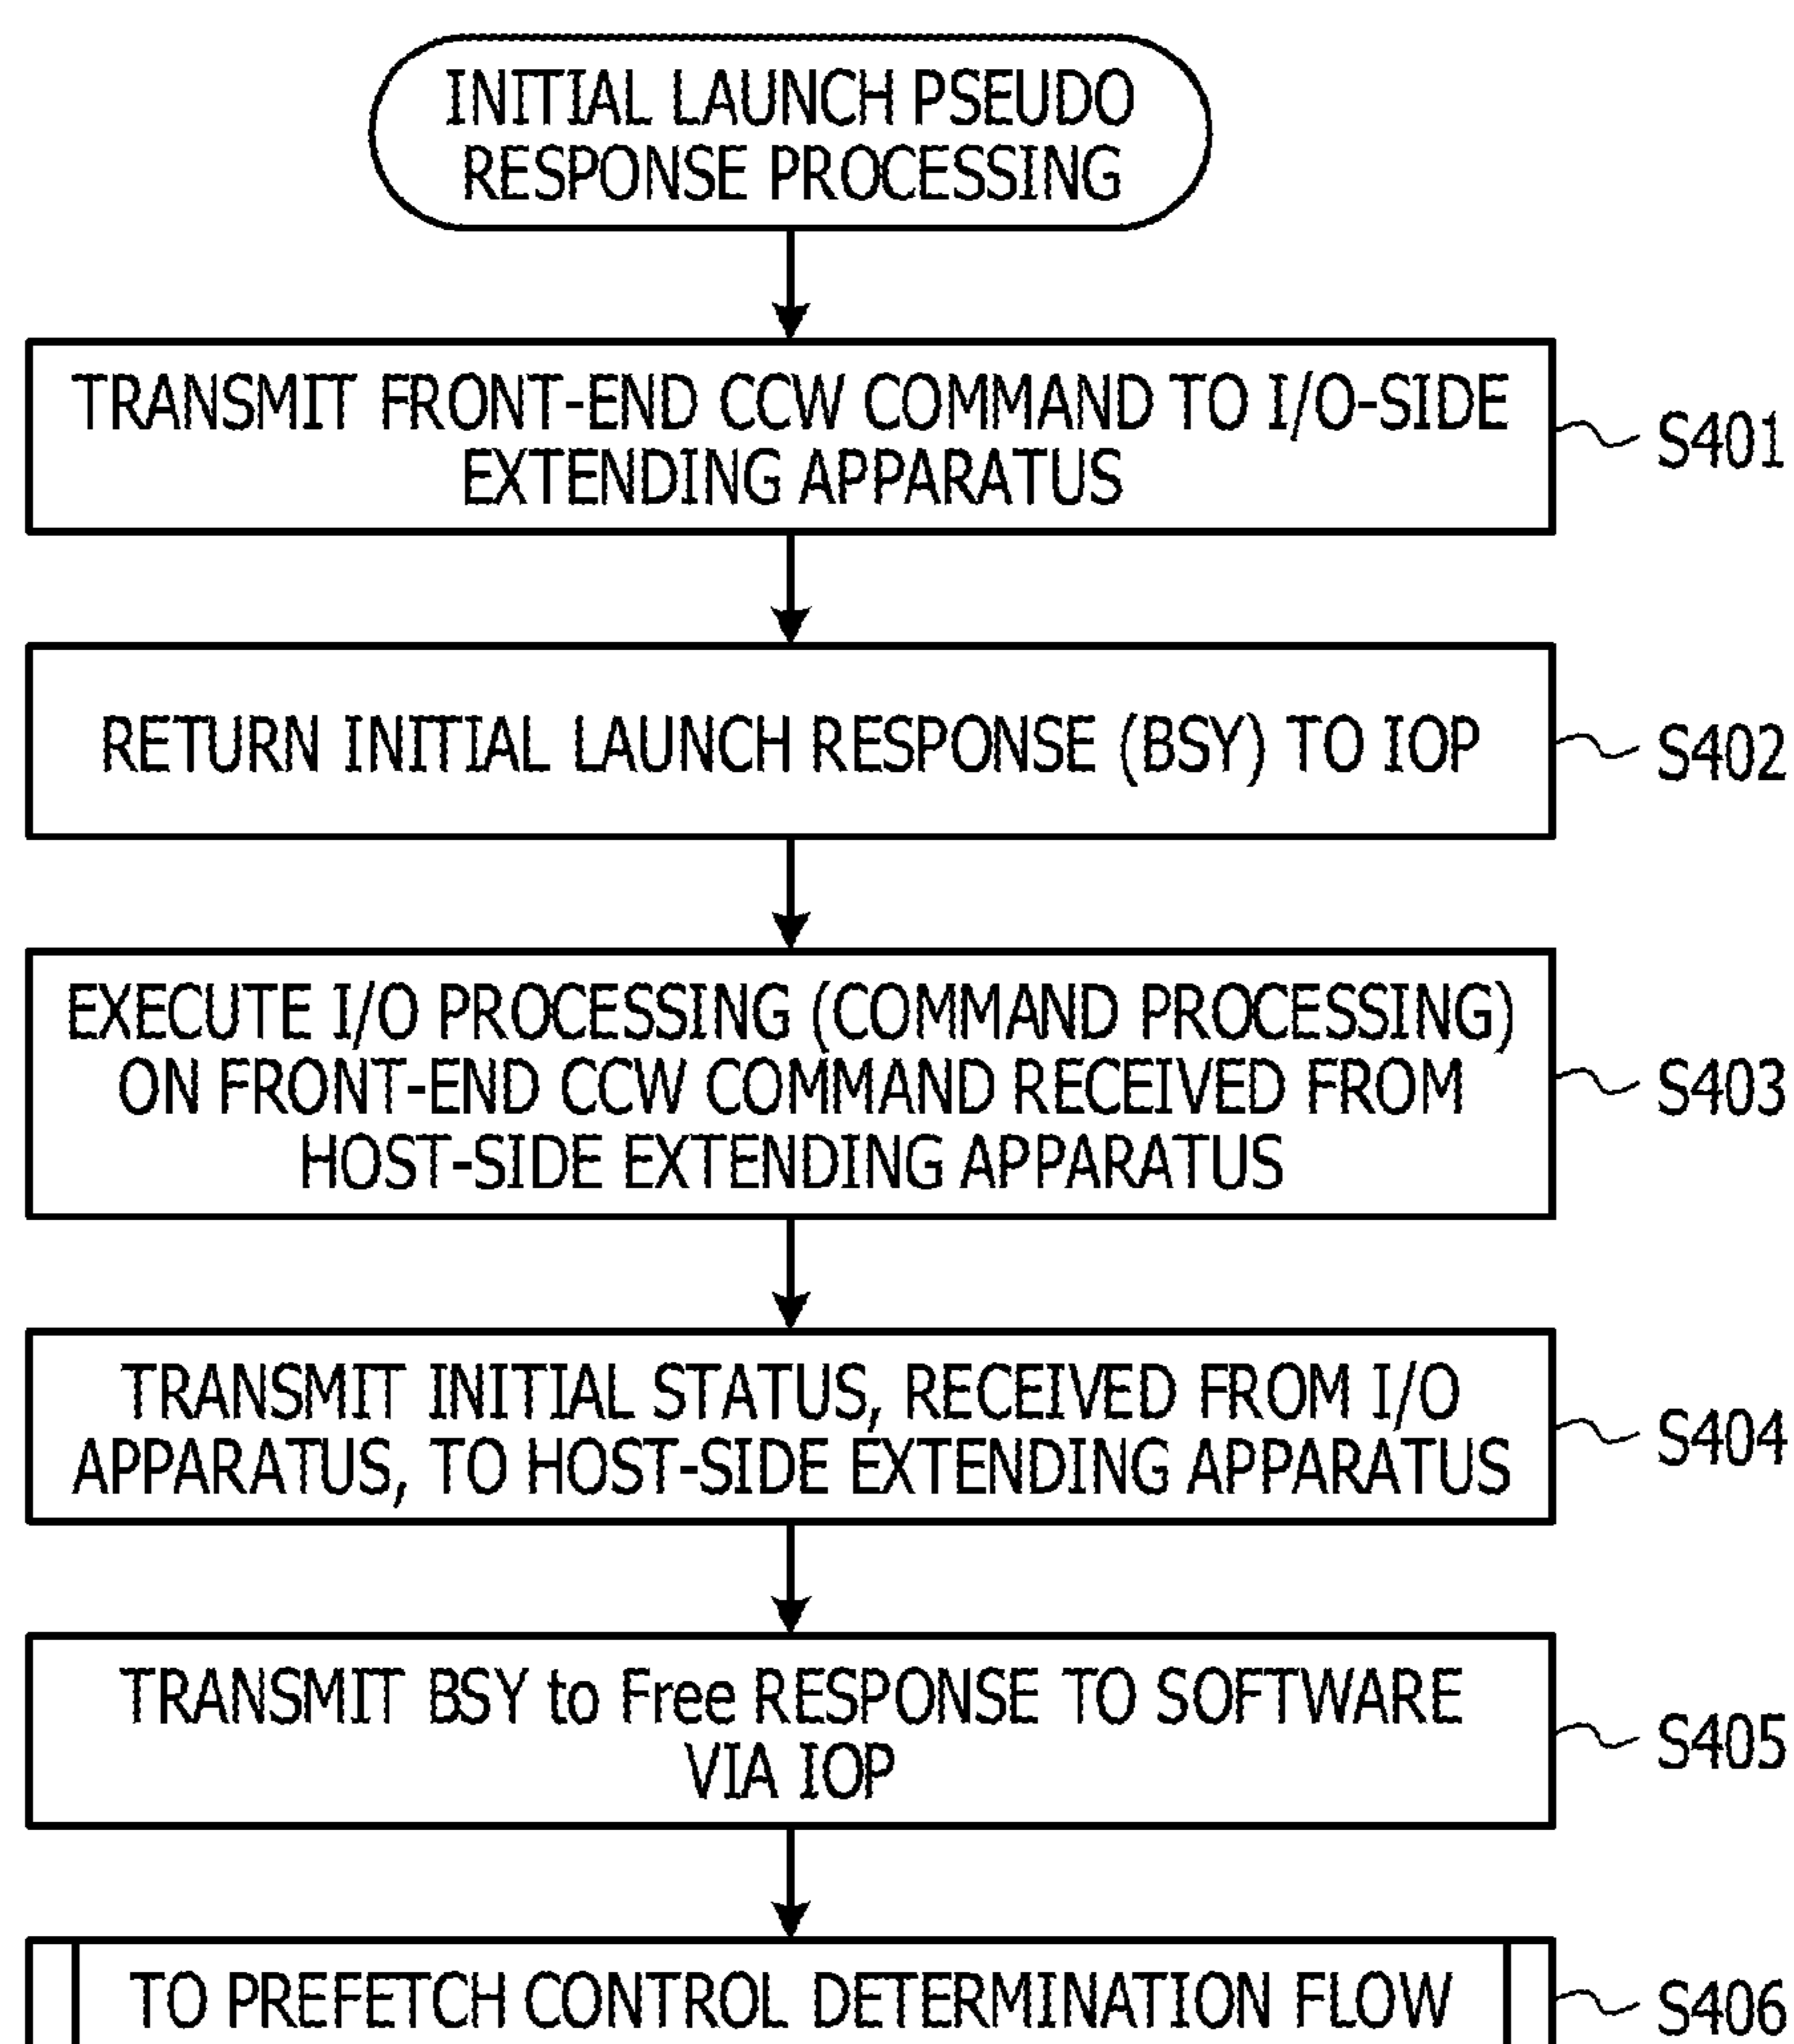 INITIAL LAUNCH PSEUDO
RESPONSE PROCESSING
TRANSMIT FRONT-END CCW COMMAND TO I/O-SIDE
EXTENDING APPARATUS
S401
RETURN INITIAL LAUNCH RESPONSE (BSY) TO IOP
S402
EXECUTE I/O PROCESSING (COMMAND PROCESSING)
ON FRONT-END CCW COMMAND RECEIVED FROM
HOST-SIDE EXTENDING APPARATUS
S403
TRANSMIT INITIAL STATUS, RECEIVED FROM I/O
APPARATUS, TO HOST-SIDE EXTENDING APPARATUS
S404
TRANSMIT BSY to Free RESPONSE TO SOFTWARE
VIA IOP
S405
TO PREFETCH CONTROL DETERMINATION FLOW
S406